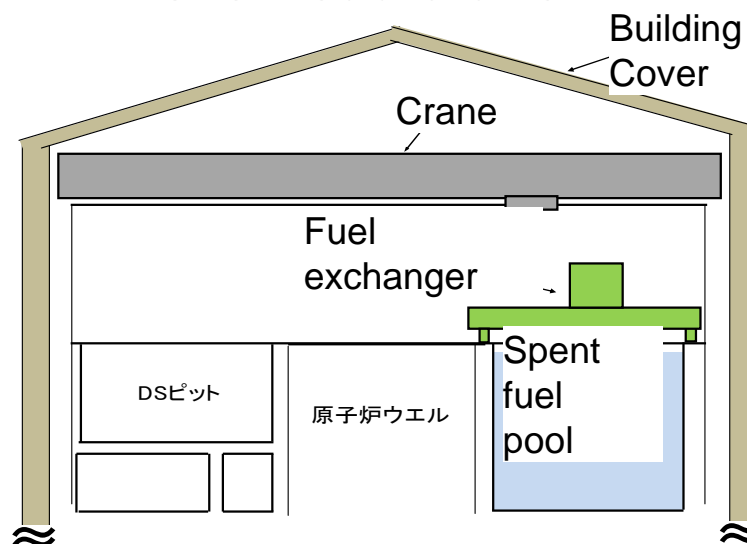 Building
Cover
Crane
Fuel
exchanger
Spent
fuel
pool
DSピット
原子炉ウエル